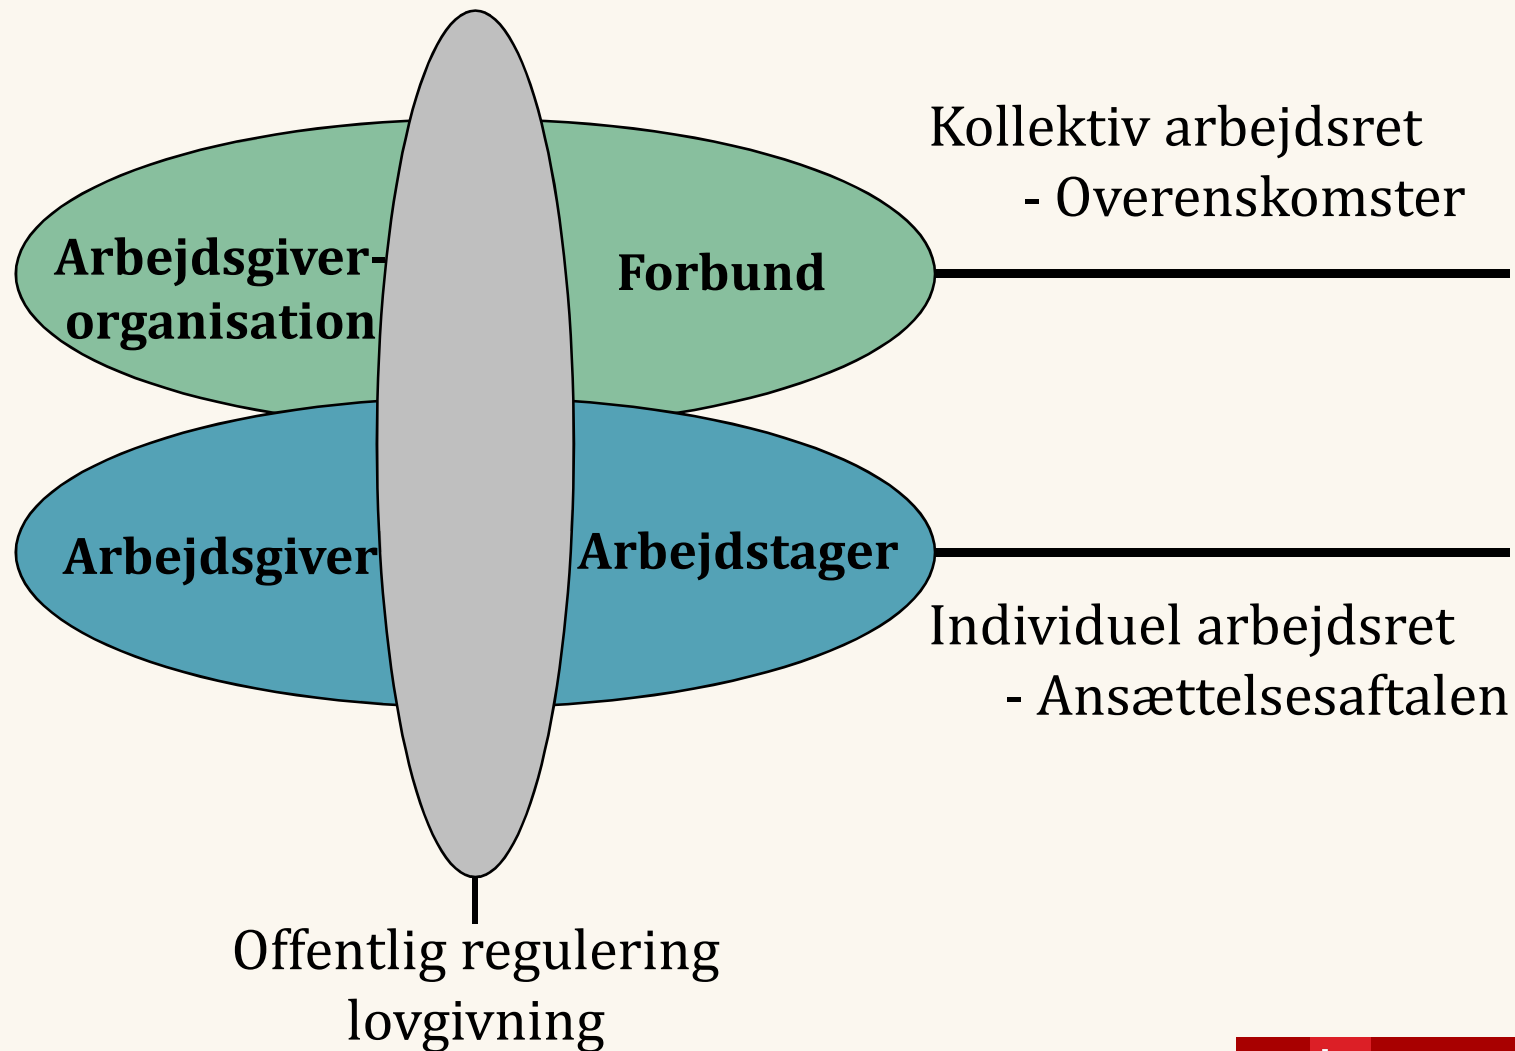 Kollektiv arbejdsret
- Overenskomster
Arbejdsgiver-
organisation
Forbund
Arbejdsgiver
Arbejdstager
Individuel arbejdsret
- Ansættelsesaftalen
Offentlig regulering
lovgivning